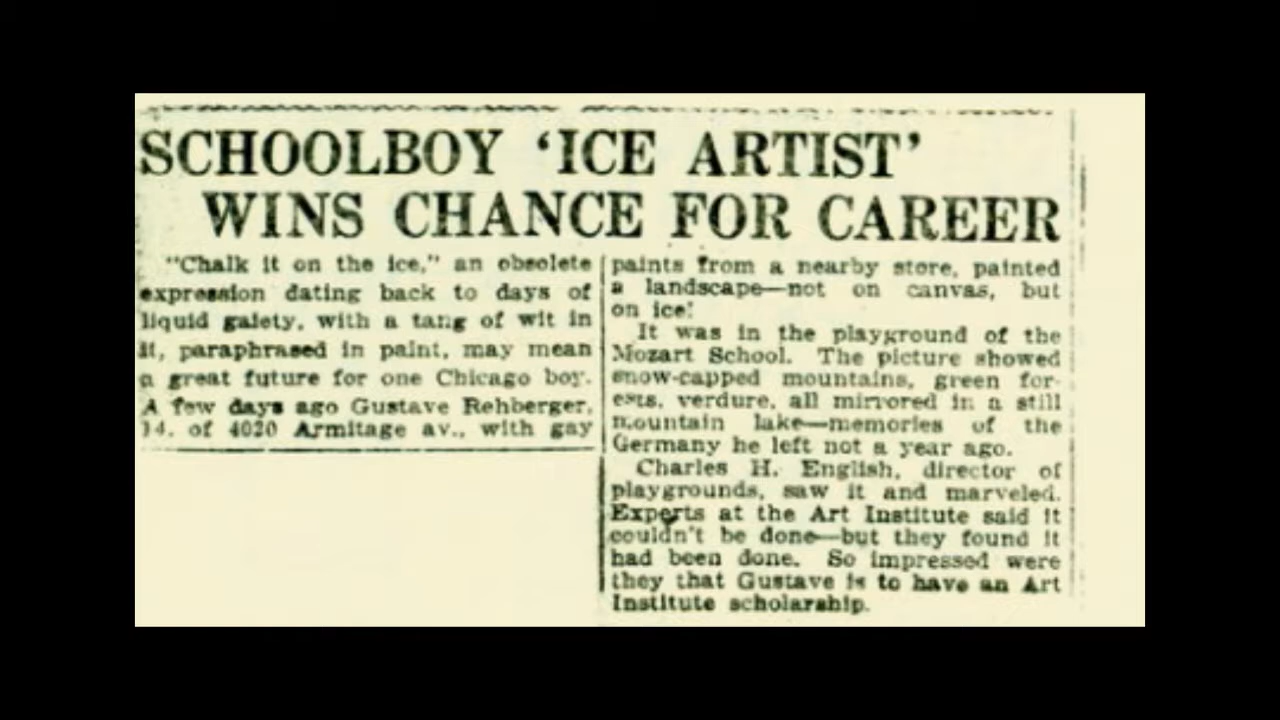 SCHOOLBOY ‘ICE ARTIST’
WINS CHANCE FOR CAREER
"Chalk it on the ice," an obsolete
expression dating back to days of
liquid gaiety, with a tang of wit in
it, paraphrased in paint, may mean
a great future for one Chicago boy.
A few days ago Gustave Rehberger,
14, of 4020 Armitage av., with gay
paints from a nearby store, painted
a landscape—not on canvas, but
on ice!
It was in the playground of the
Mozart School. The picture showed
snow-capped mountains, green for-
ests, verdure, all mirrored in a still
mountain lake—memories of the
Germany he left not a year ago.
Charles H. English, director of
playgrounds, saw it and marveled.
Experts at the Art Institute said it
couldn't be done—but they found it
had been done. So impressed were
they that Gustave is to have an Art
Institute scholarship.